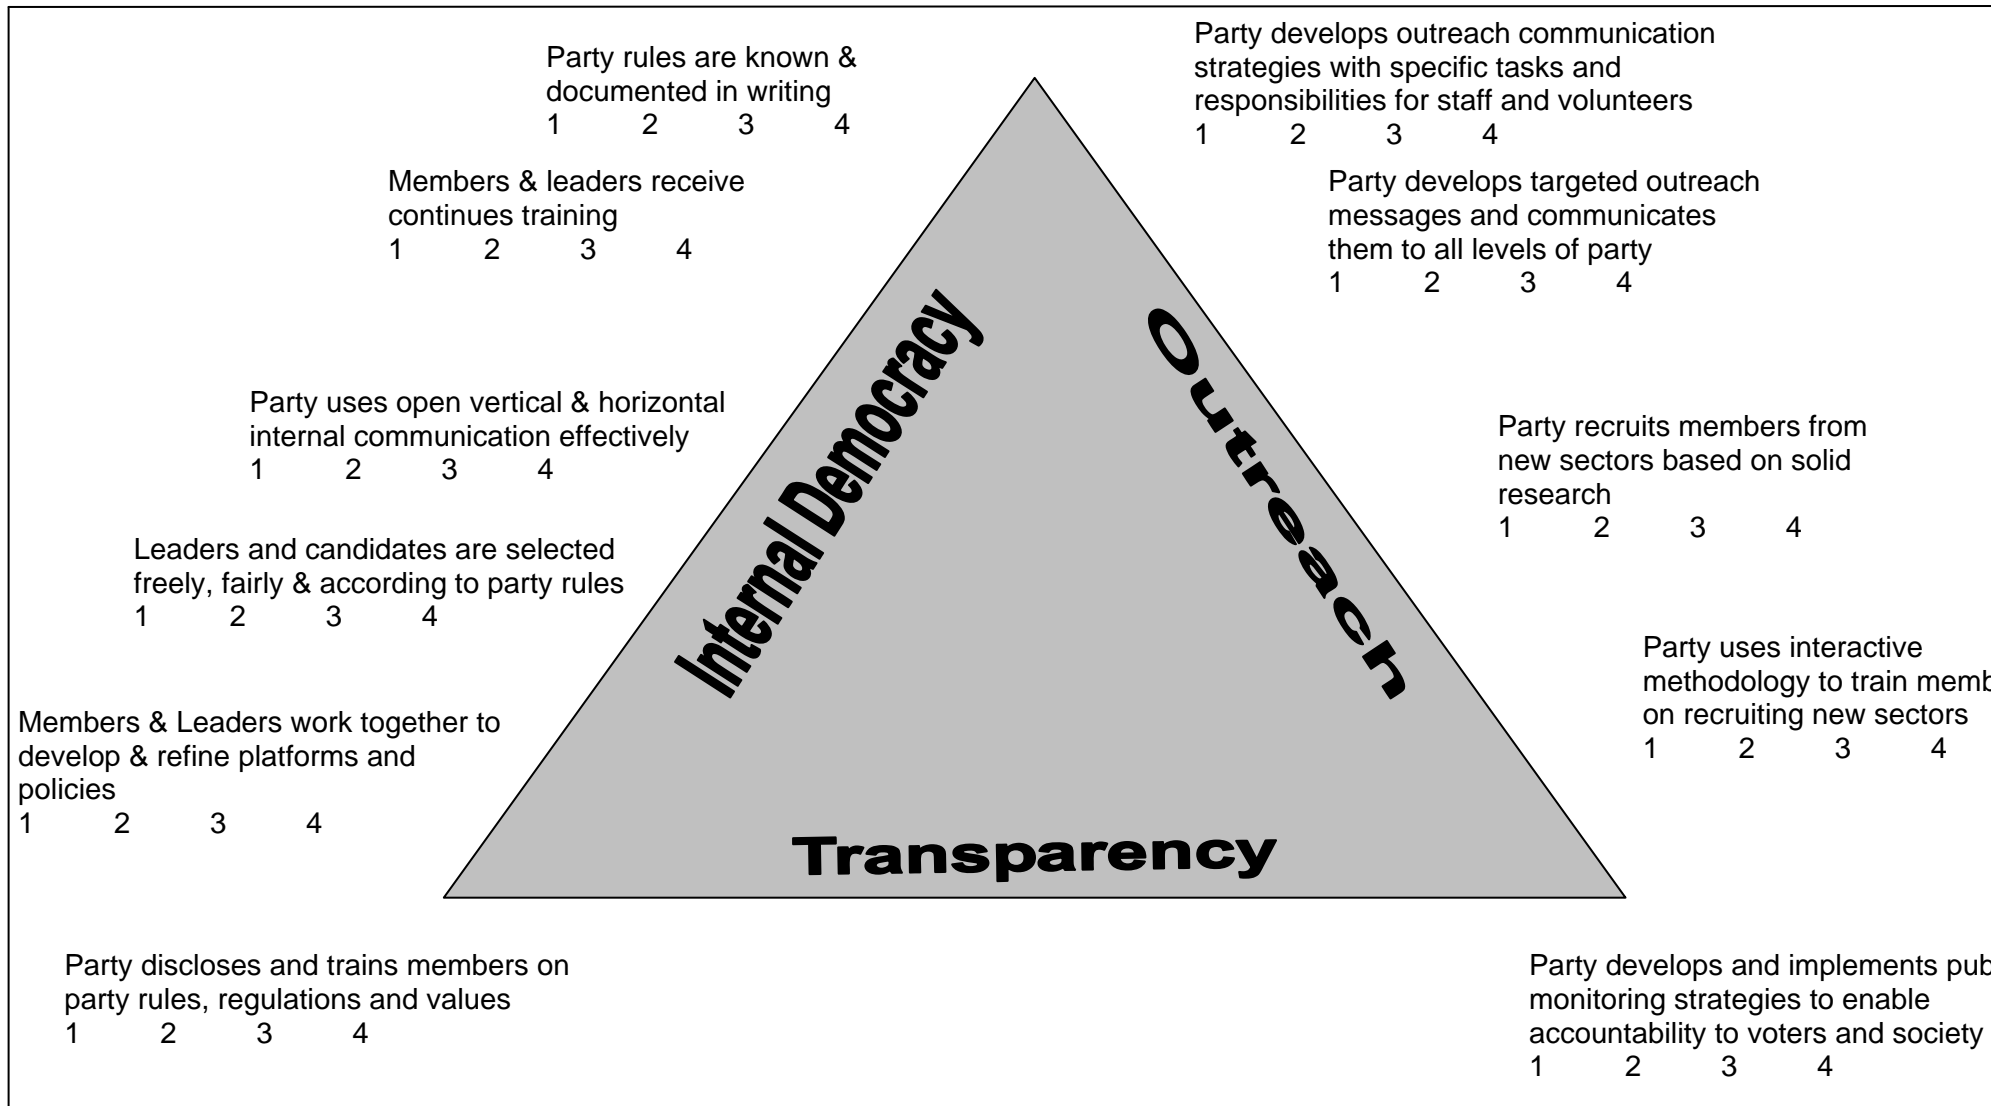 Party rules are known &
documented in writing
1 2 3 4
Members & leaders receive
continues training
1 2 3 4
Party uses open vertical & horizontal
internal communication effectively
1 2 3 4
Leaders and candidates are selected
freely, fairly & according to party rules
1 2 3 4
Members & Leaders work together to
develop & refine platforms and
policies
1 2 3 4
Internal Democracy
Party develops outreach communication
strategies with specific tasks and
responsibilities for staff and volunteers
1 2 3 4
Party develops targeted outreach
messages and communicates
them to all levels of party
1 2 3 4
Outreach
Party recruits members from
new sectors based on solid
research
1 2 3 4
Party uses interactive
methodology to train
on recruiting new sectors
1 2 3 4
Transparency
Party discloses and trains members on
party rules, regulations and values
1 2 3 4
Party develops and implements
monitoring strategies to enable
accountability to voters and society
1 2 3 4